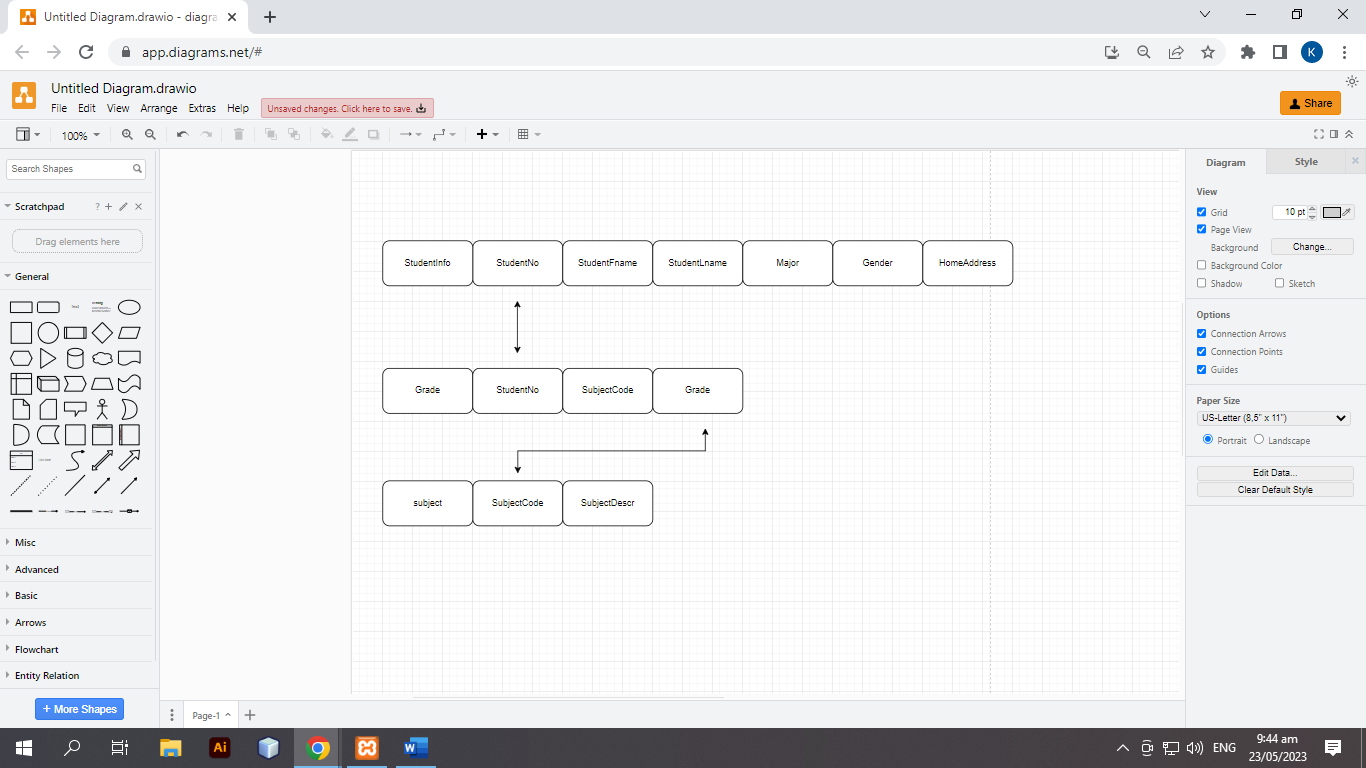 Untitled Diagram.drawio - diagra
app.diagrams.net/#
K
Untitled Diagram.drawio
File Edit View Arrange Extras Help
Unsaved changes. Click here to save.
Share
100%
Search Shapes
Scratchpad
?
Drag elements here
General
Text
Misc
Advanced
Basic
Arrows
Flowchart
Entity Relation
+ More Shapes
StudentInfo StudentNo StudentFname StudentLname Major Gender HomeAddress
Grade StudentNo SubjectCode Grade
subject SubjectCode SubjectDescr
Diagram Style
View
Grid 10 pt
Page View
Background Change...
Background Color
Shadow Sketch
Options
Connection Arrows
Connection Points
Guides
Paper Size
US-Letter (8,5" x 11")
Portrait Landscape
Edit Data...
Clear Default Style
Page-1
Ai
W
ENG
9:44 am
23/05/2023